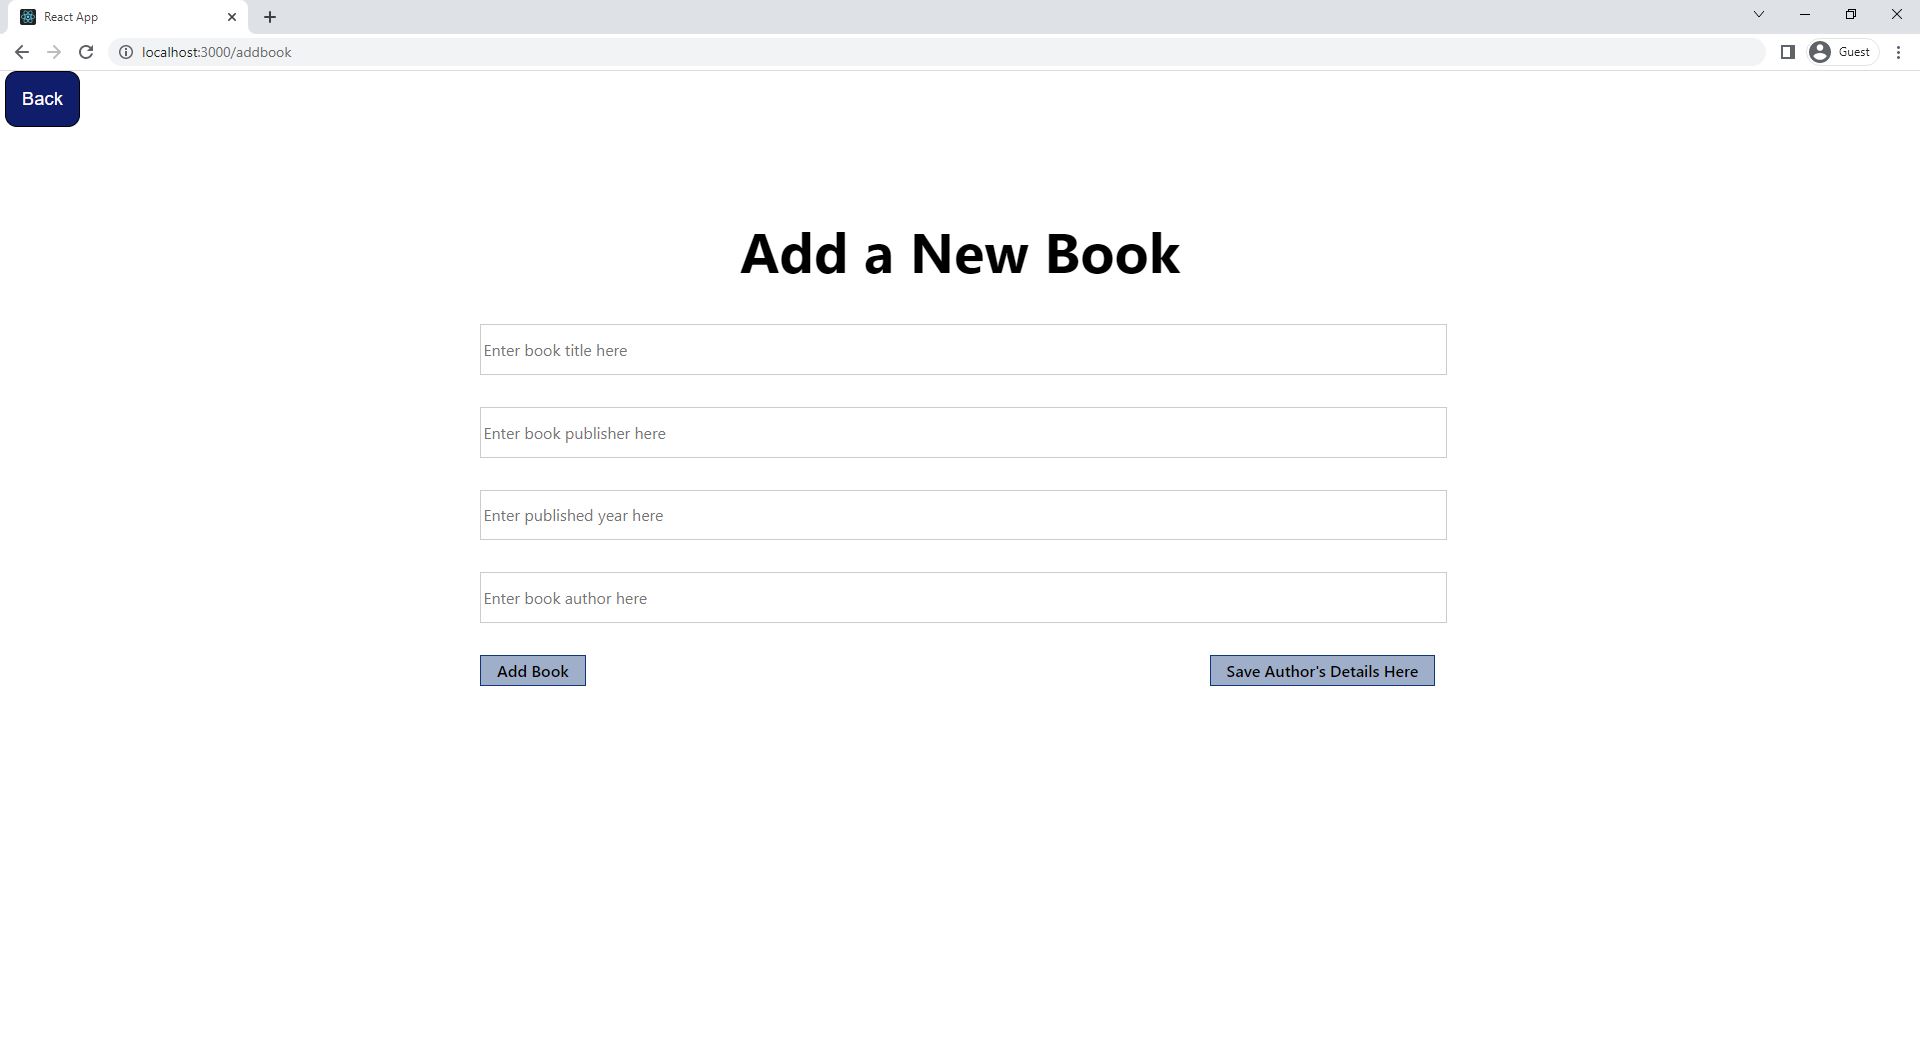 React App
localhost:3000/addbook
Guest
Back
Add a New Book
Enter book title here
Enter book publisher here
Enter published year here
Enter book author here
Add Book
Save Author's Details Here